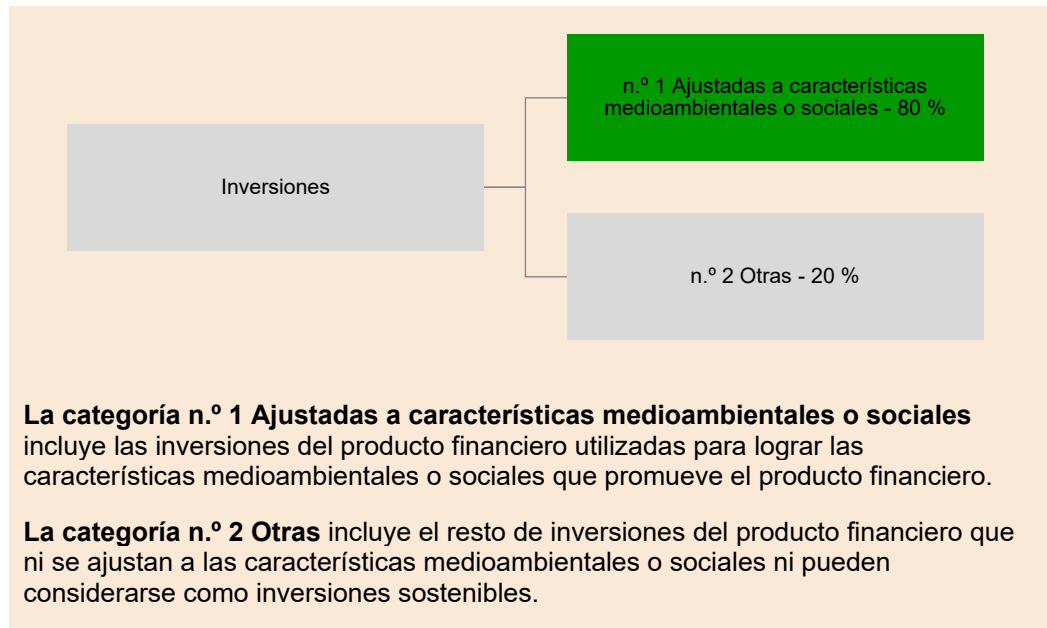 n.º 1 Ajustadas a características
medioambientales o sociales - 80 %
Inversiones
n.º 2 Otras - 20 %
La categoría n.º 1 Ajustadas a características medioambientales o sociales
incluye las inversiones del producto financiero utilizadas para lograr las
características medioambientales o sociales que promueve el producto financiero.
La categoría n.º 2 Otras incluye el resto de inversiones del producto financiero que
ni se ajustan a las características medioambientales o sociales ni pueden
considerarse como inversiones sostenibles.